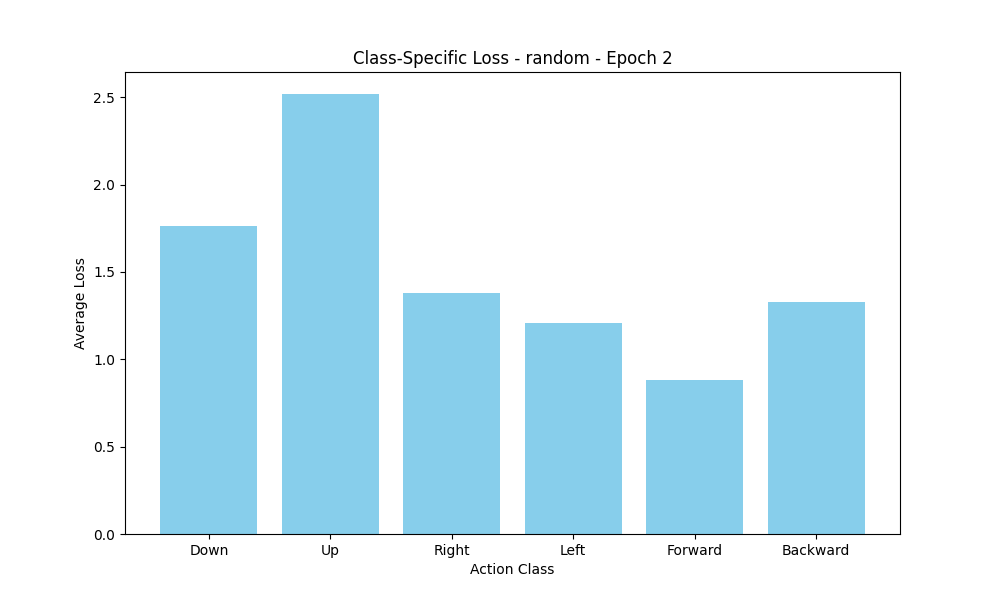 Class-Specific Loss - random - Epoch 2
Average Loss
2.5
2.0
1.5
1.0
0.5
0.0
Down Up Right Left Forward Backward
Action Class